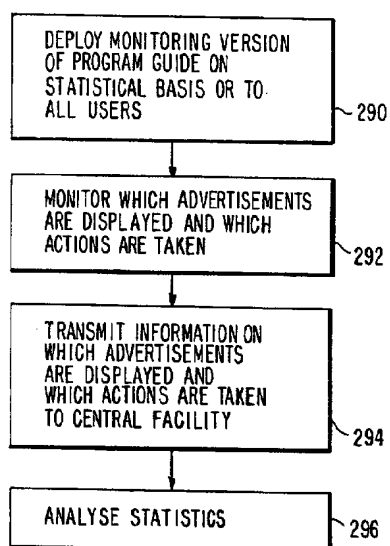 DEPLOY MONITORING VERSION
OF PROGRAM GUIDE ON
STATISTICAL BASIS OR TO
ALL USERS
290
MONITOR WHICH ADVERTISEMENTS
ARE DISPLAYED AND WHICH
ACTIONS ARE TAKEN
292
TRANSMIT INFORMATION ON
WHICH ADVERTISEMENTS
ARE DISPLAYED AND
WHICH ACTIONS ARE TAKEN
TO CENTRAL FACILITY
294
ANALYSE STATISTICS
296